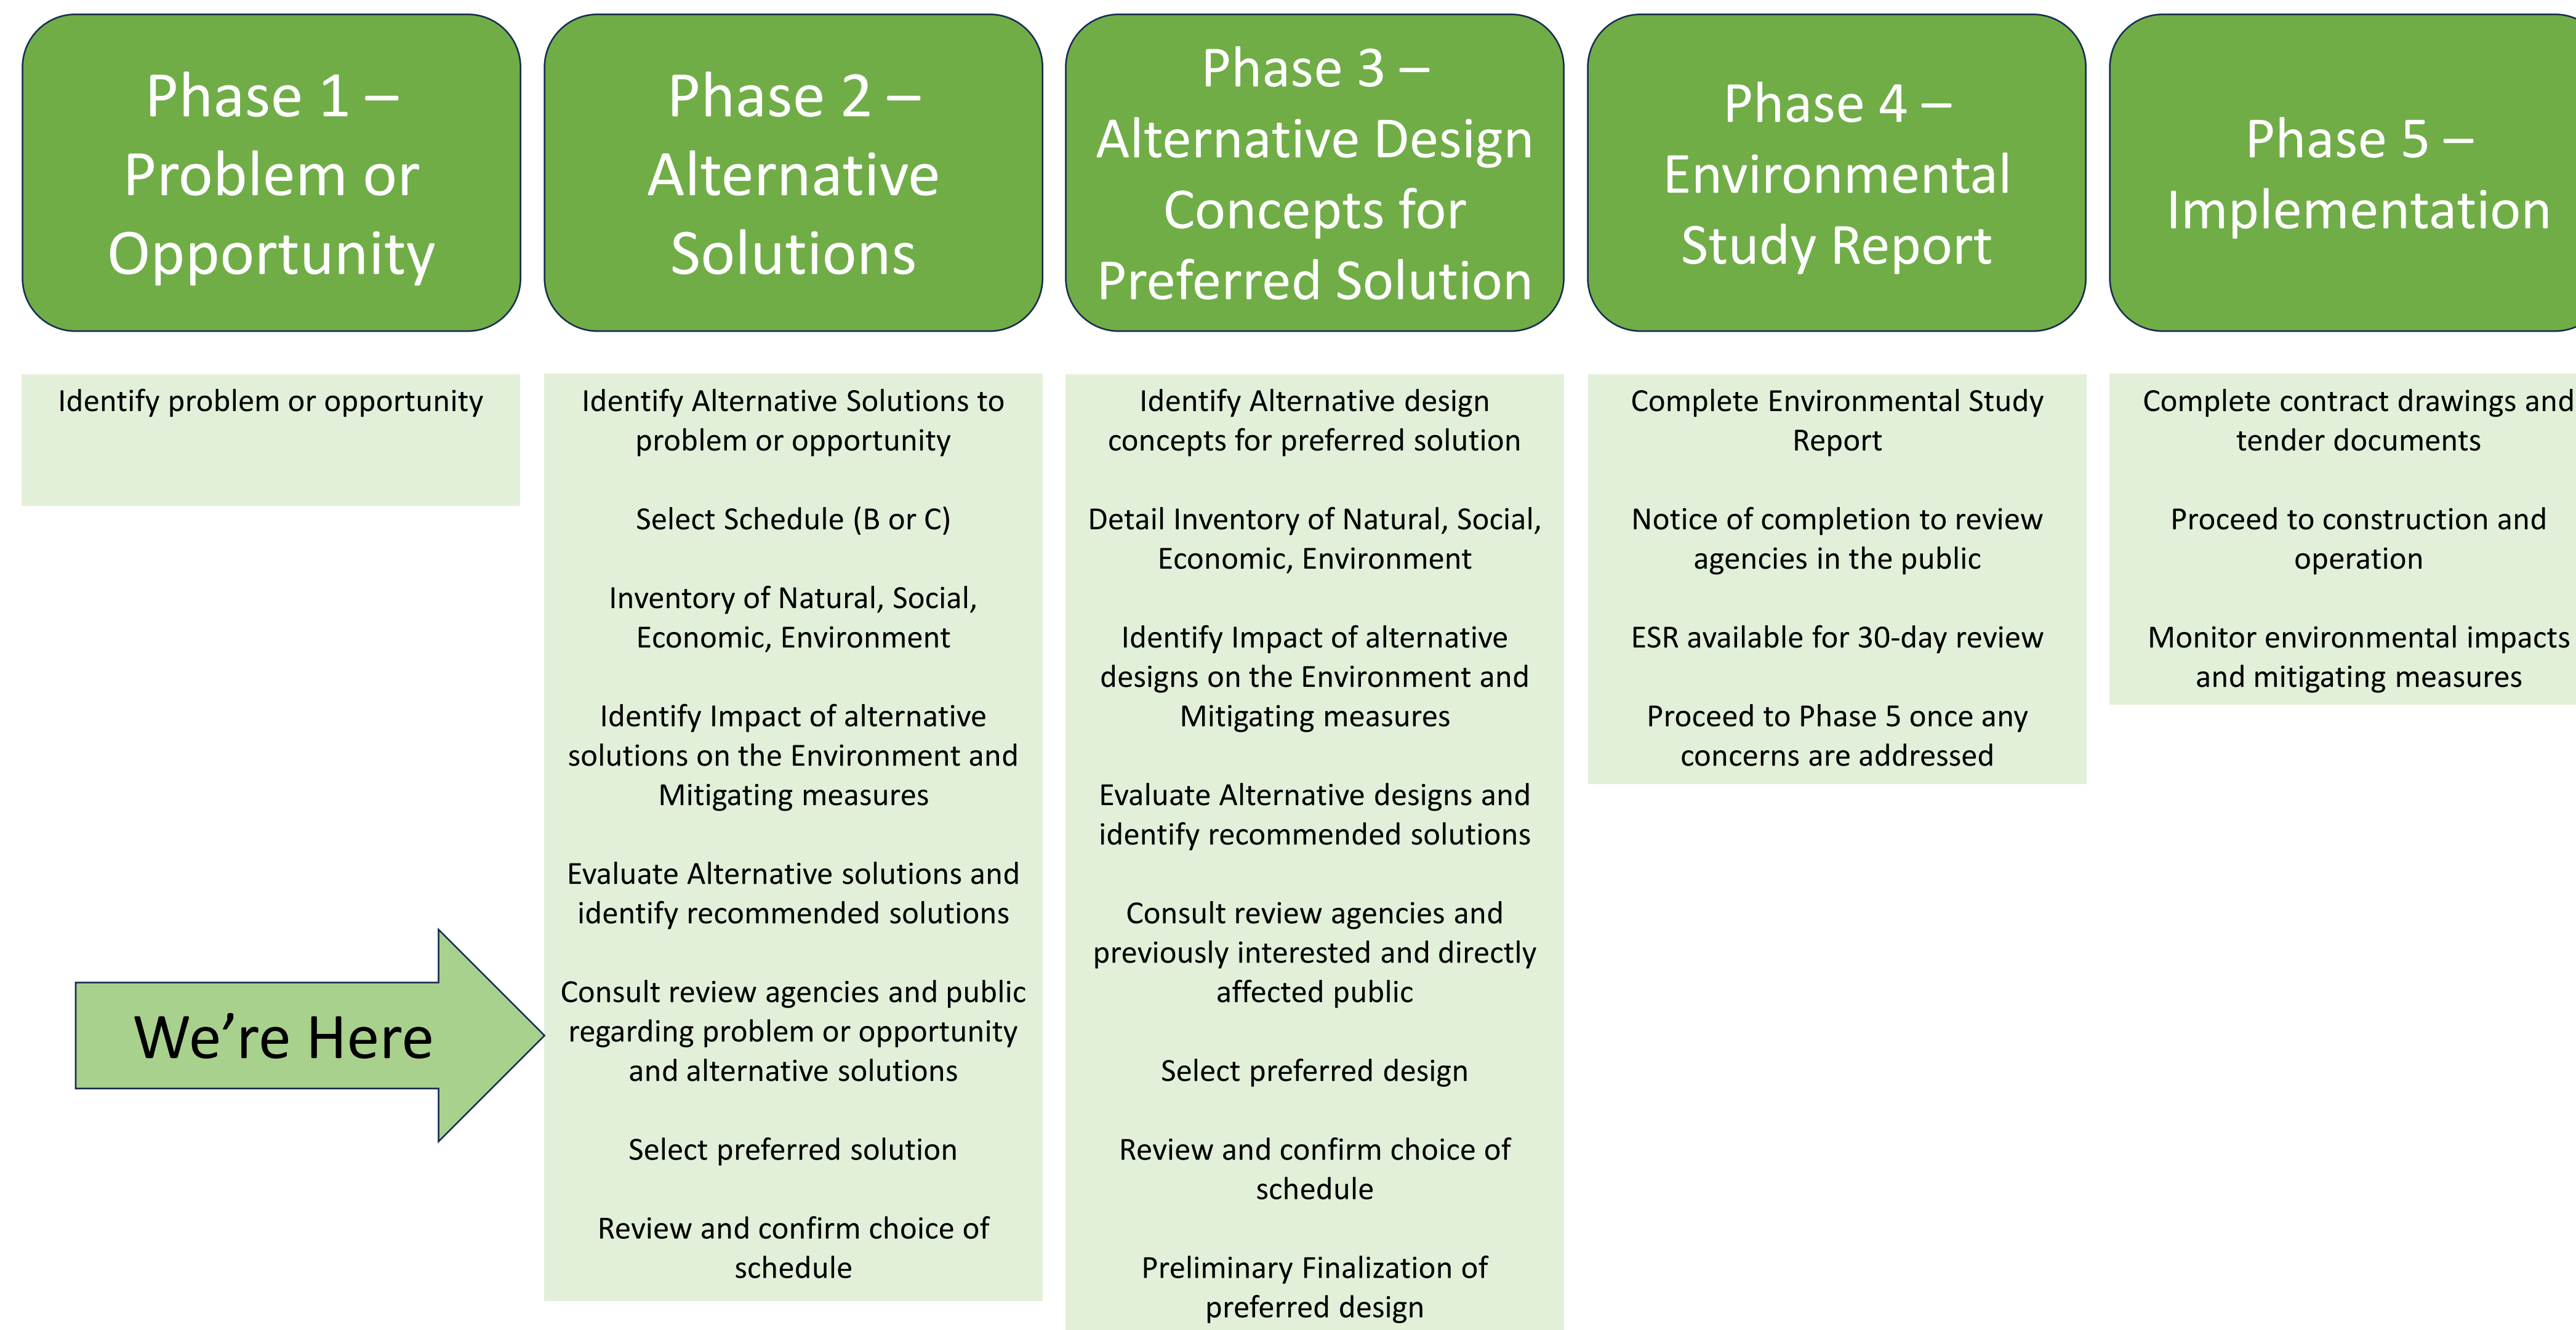 Phase 1 –
Problem or
Opportunity
Identify problem or opportunity
Phase 2 –
Alternative
Solutions
Identify Alternative Solutions to
problem or opportunity
Select Schedule (B or C)
Inventory of Natural, Social,
Economic, Environment
Identify Impact of alternative
solutions on the Environment and
Mitigating measures
Evaluate Alternative solutions and
identify recommended solutions
Consult review agencies and public
regarding problem or opportunity
and alternative solutions
Select preferred solution
Review and confirm choice of
schedule
We’re Here
Phase 3 –
Alternative Design
Concepts for
Preferred Solution
Identify Alternative design
concepts for preferred solution
Detail Inventory of Natural, Social,
Economic, Environment
Identify Impact of alternative
designs on the Environment and
Mitigating measures
Evaluate Alternative designs and
identify recommended solutions
Consult review agencies and
previously interested and directly
affected public
Select preferred design
Review and confirm choice of
schedule
Preliminary Finalization of
preferred design
Phase 4 –
Environmental
Study Report
Complete Environmental Study
Report
Notice of completion to review
agencies in the public
ESR available for 30-day review
Proceed to Phase 5 once any
concerns are addressed
Phase 5 –
Implementation
Complete contract drawings and
tender documents
Proceed to construction and
operation
Monitor environmental impacts
and mitigating measures